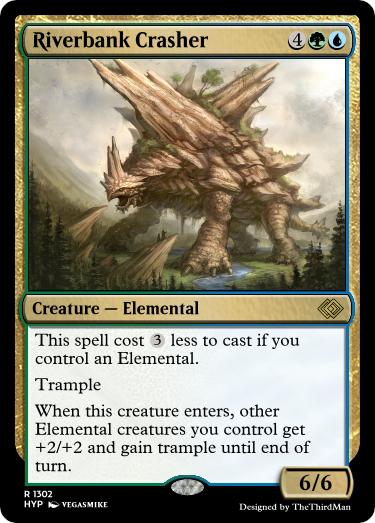 Riverbank Crasher 4
Creature — Elemental
This spell cost 3 less to cast if you
control an Elemental.
Trample
When this creature enters, other
Elemental creatures you control get
+2/+2 and gain trample until end of
turn.
6/6
R 1302
HYP VEGASMIKE
Designed by TheThirdMan